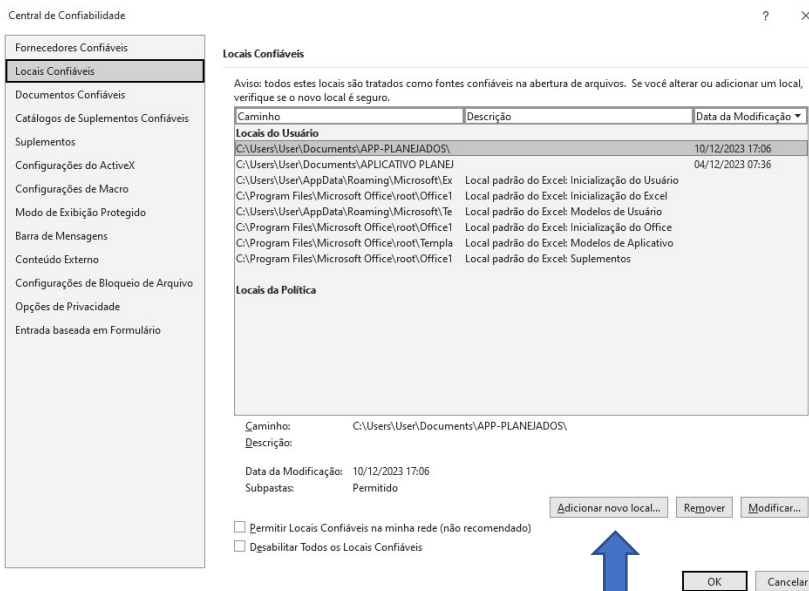 Central de Confiabilidade
? ×
Fornecedores Confiáveis
Locais Confiáveis
Documentos Confiáveis
Catálogos de Suplementos Confiáveis
Suplementos
Configurações do ActiveX
Configurações de Macro
Modo de Exibição Protegido
Barra de Mensagens
Conteúdo Externo
Configurações de Bloqueio de Arquivo
Opções de Privacidade
Entrada baseada em Formulário
Locais Confiáveis
Aviso: todos estes locais são tratados como fontes confiáveis na abertura de arquivos. Se você alterar ou adicionar um local,
verifique se o novo local é seguro.
Caminho Descrição Data da Modificação
Locais do Usuário
C:\Users\User\Documents\APP-PLANEJADOS\ 10/12/2023 17:06
C:\Users\User\Documents\APLICATIVO PLANEJ 04/12/2023 07:36
C:\Users\User\AppData\Roaming\Microsoft\Ex Local padrão do Excel: Inicialização do Usuário
C:\Program Files\Microsoft Office\root\Office1 Local padrão do Excel: Inicialização do Excel
C:\Users\User\AppData\Roaming\Microsoft\Te Local padrão do Excel: Modelos de Usuário
C:\Program Files\Microsoft Office\root\Office1 Local padrão do Excel: Inicialização do Office
C:\Program Files\Microsoft Office\root\Templa Local padrão do Excel: Modelos de Aplicativo
C:\Program Files\Microsoft Office\root\Office1 Local padrão do Excel: Suplementos
Locais da Política
Caminho: C:\Users\User\Documents\APP-PLANEJADOS\
Descrição:
Data da Modificação: 10/12/2023 17:06
Subpastas: Permitido
Adicionar novo local... Remover Modificar...
Permitir Locais Confiáveis na minha rede (não recomendado)
Desabilitar Todos os Locais Confiáveis
OK Cancelar